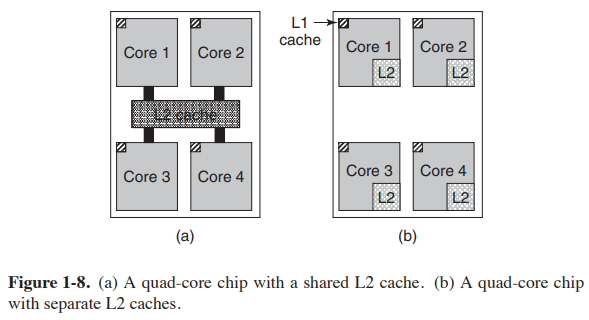 L1
cache
Core 1
Core 2
L2 cache
Core 3
Core 4
(a)
Core 1
L2
Core 2
L2
Core 3
L2
Core 4
L2
(b)
Figure 1-8. (a) A quad-core chip with a shared L2 cache. (b) A quad-core chip
with separate L2 caches.